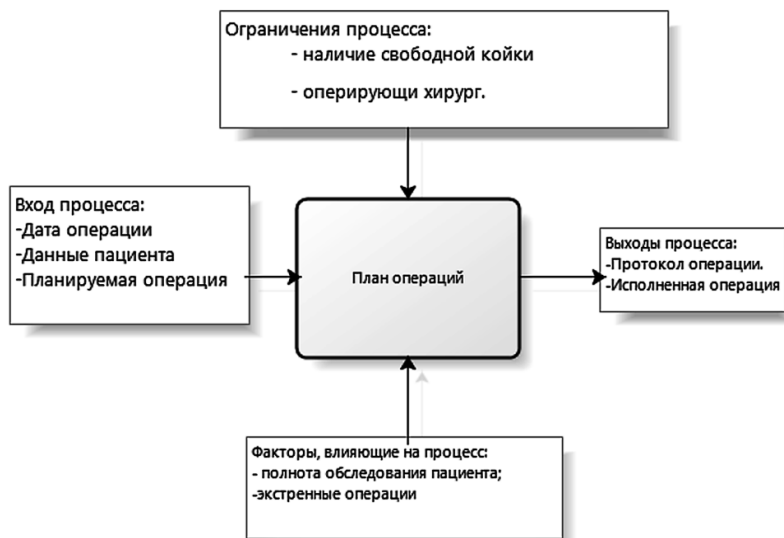 Ограничения процесса:
- наличие свободной койки
- оперирующи хирург.
Вход процесса:
-Дата операции
-Данные пациента
-Планируемая операция
План операций
Выходы процесса:
-Протокол операции.
-Исполненная операция
Факторы, влияющие на процесс:
- полнота обследования пациента;
-экстренные операции